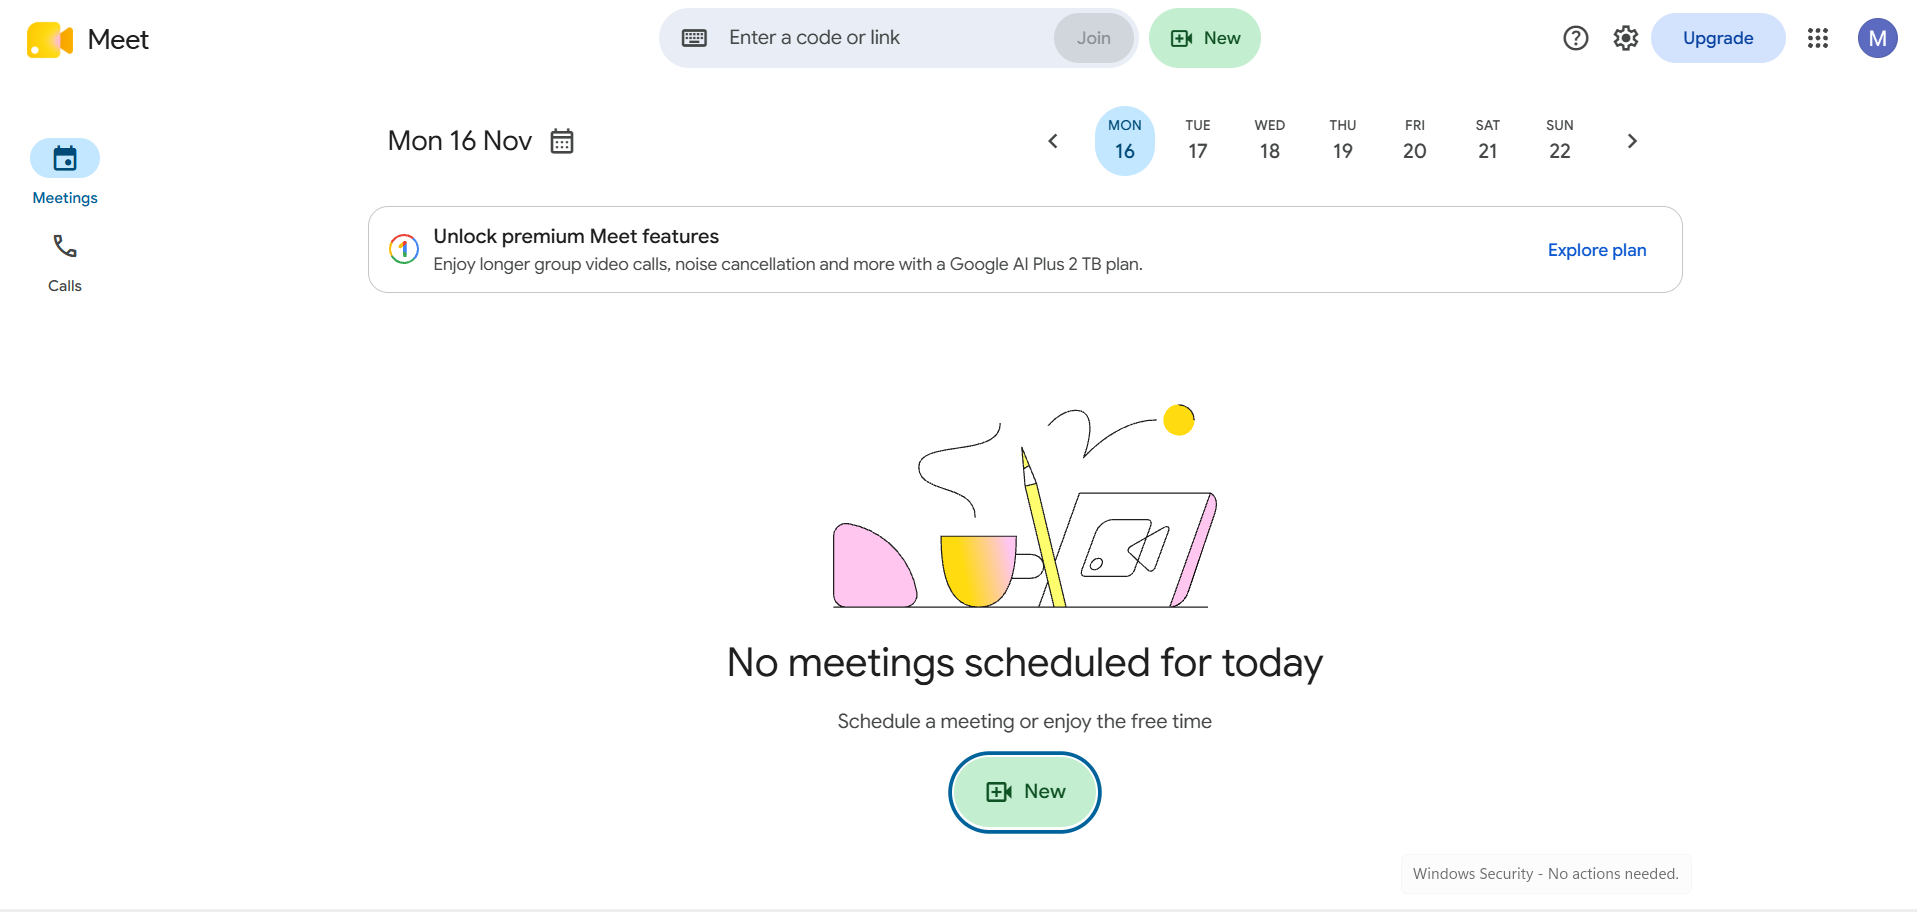 Meet
Enter a code or link
Join
New
Upgrade
M
Mon 16 Nov
MON TUE WED THU FRI SAT SUN
16 17 18 19 20 21 22
Meetings
Calls
1
Unlock premium Meet features
Enjoy longer group video calls, noise cancellation and more with a Google AI Plus 2 TB plan.
Explore plan
No meetings scheduled for today
Schedule a meeting or enjoy the free time
New
Windows Security - No actions needed.